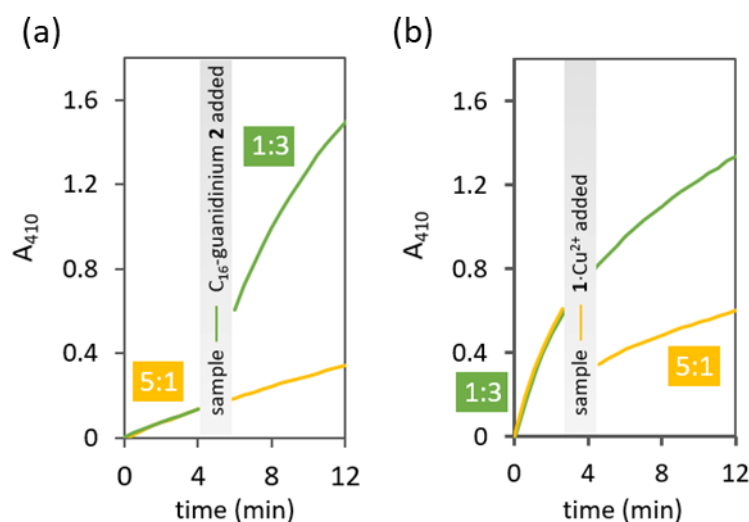 (a)
1.6
1.2
0.8
0.4
0
A₄₁₀
0 4 8 12
time (min)
5:1
1:3
sample — C₁₆-guanidinium 2 added
(b)
1.6
1.2
0.8
0.4
0
A₄₁₀
0 4 8 12
time (min)
1:3
5:1
sample — 1·Cu²⁺ added